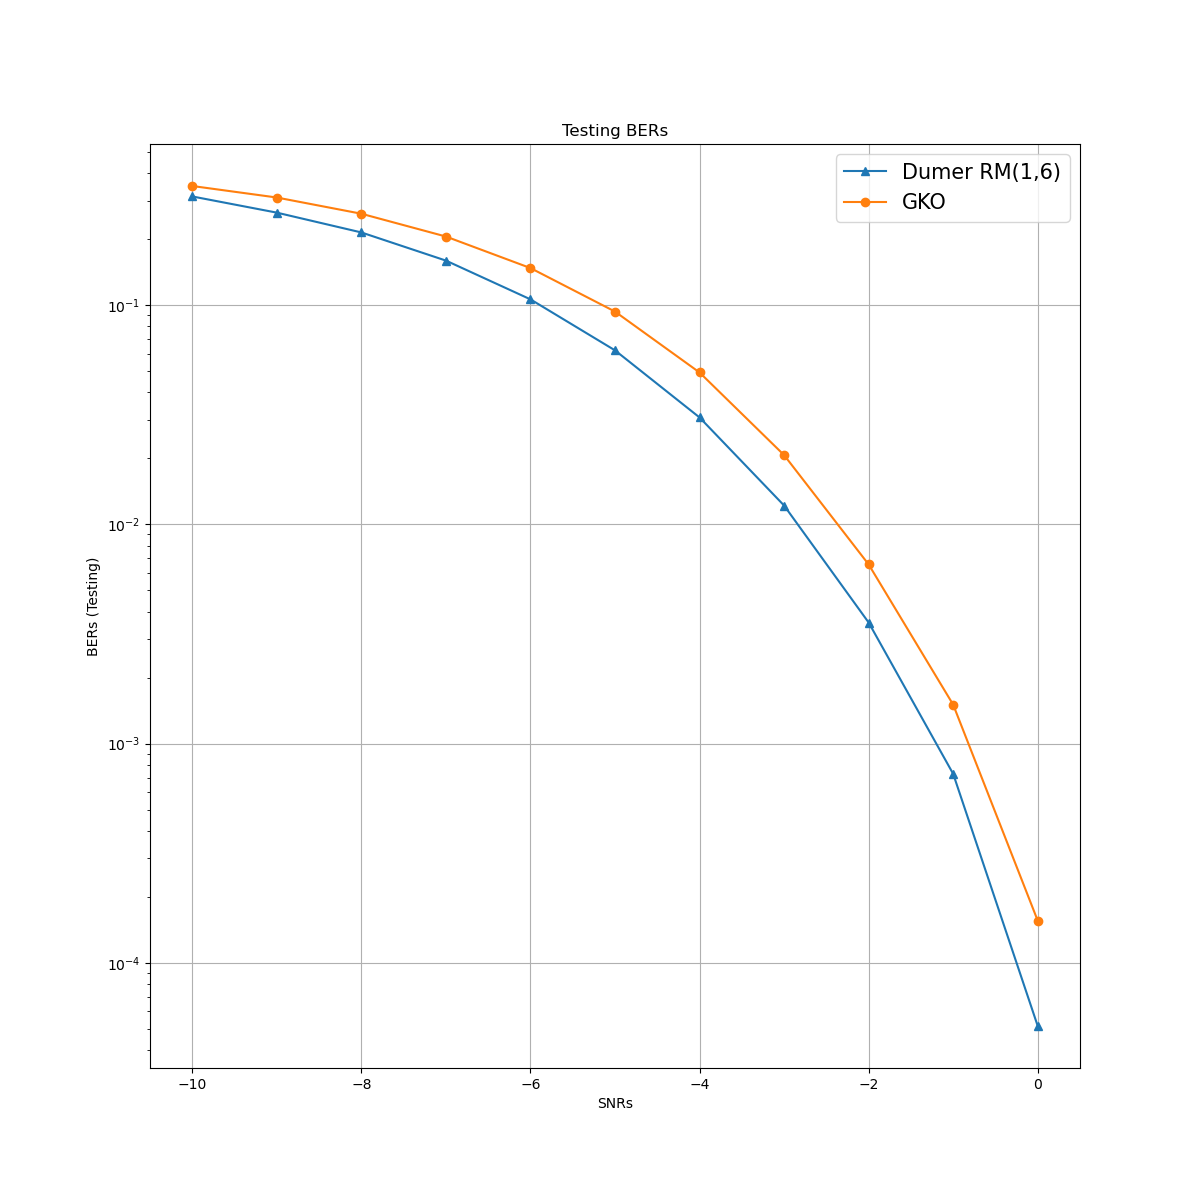 Testing BERs
Dumer RM(1,6)
GKO
10⁻¹
10⁻²
10⁻³
10⁻⁴
BERs (Testing)
−10 −8 −6 −4 −2 0
SNRs